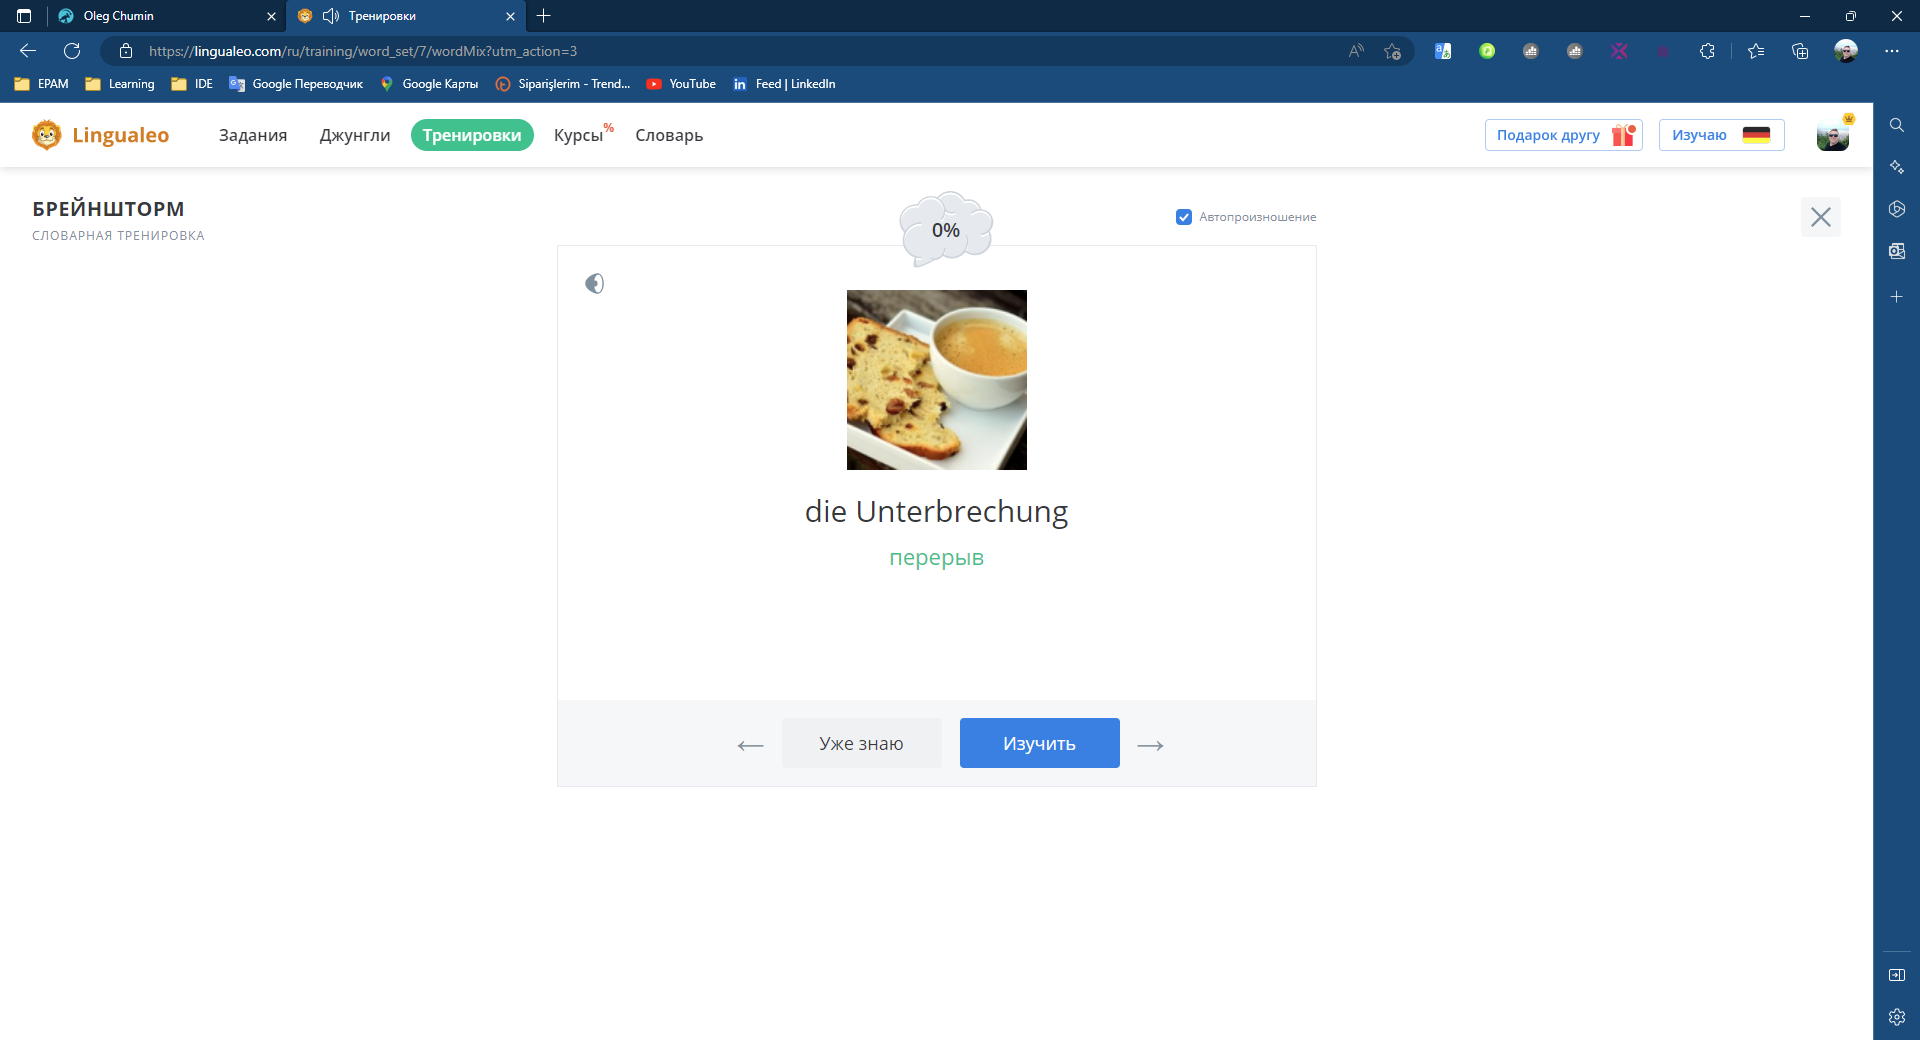 Oleg Chumin
Тренировки
https://lingualeo.com/ru/training/word_set/7/wordMix?utm_action=3
EPAM
Learning
IDE
Google Переводчик
Google Карты
Siparişlerim - Trend...
YouTube
Feed | LinkedIn
Lingualeo
Задания
Джунгли
Тренировки
Курсы%
Словарь
Подарок другу
Изучаю
БРЕЙНШТОРМ
СЛОВАРНАЯ ТРЕНИРОВКА
0%
Автопроизношение
die Unterbrechung
перерыв
Уже знаю
Изучить